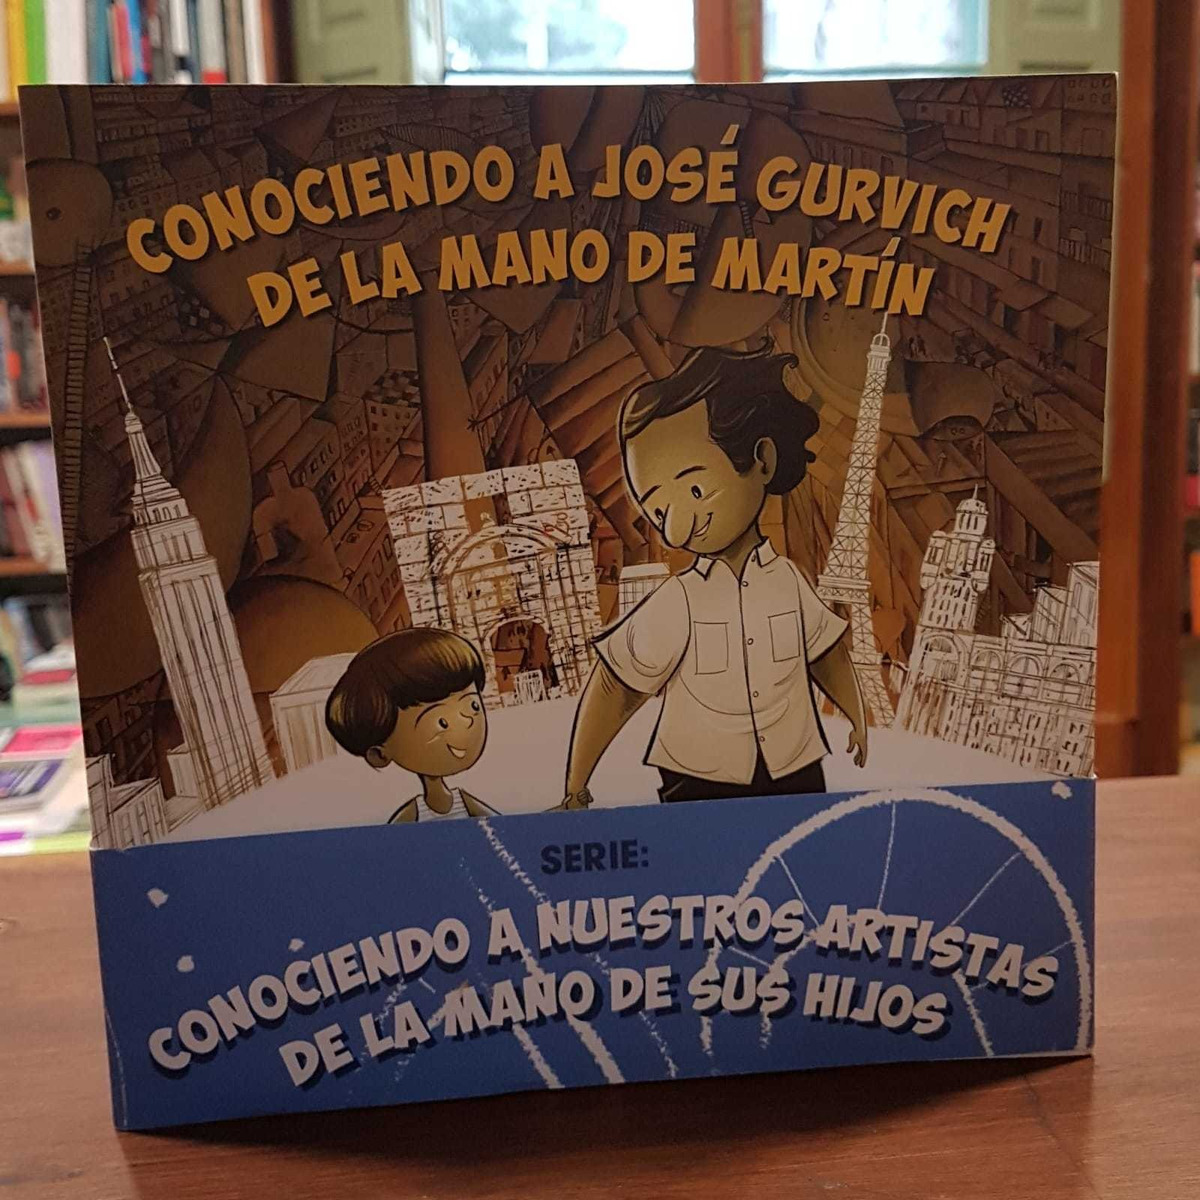 CONOCIENDO A JOSÉ GURVICH
DE LA MANO DE MARTÍN
SERIE:
CONOCIENDO A NUESTROS ARTISTAS
DE LA MANO DE SUS HIJOS